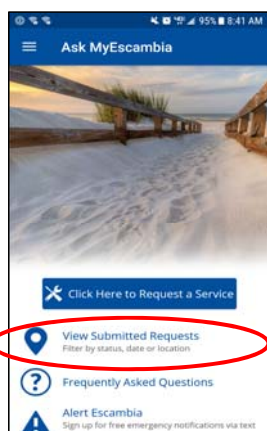 95% 8:41 AM
Ask MyEscambia
Click Here to Request a Service
View Submitted Requests
Filter by status, date or location
Frequently Asked Questions
Alert Escambia
Sign up for free emergency notifications via text